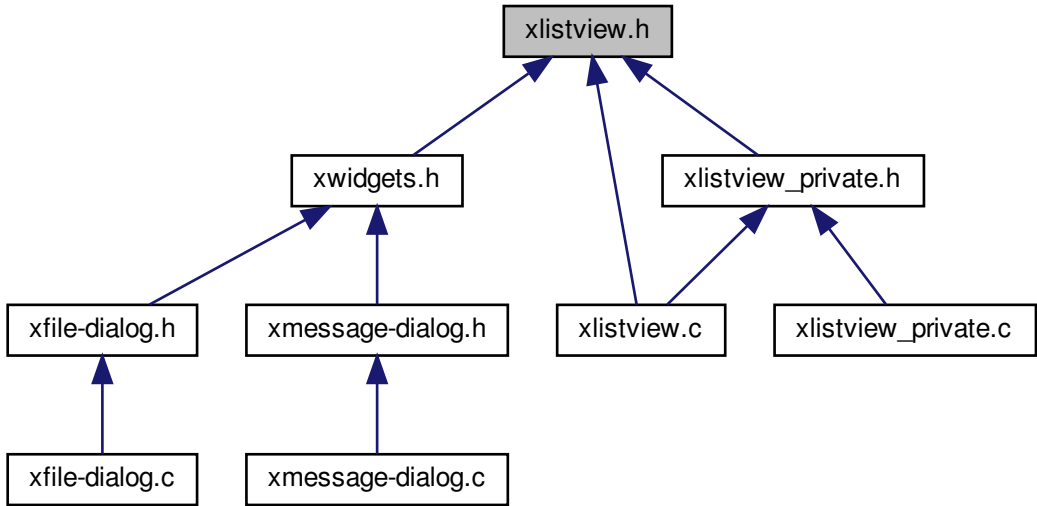 xlistview.h
xwidgets.h
xlistview_private.h
xfile-dialog.h
xmessage-dialog.h
xlistview.c
xlistview_private.c
xfile-dialog.c
xmessage-dialog.c